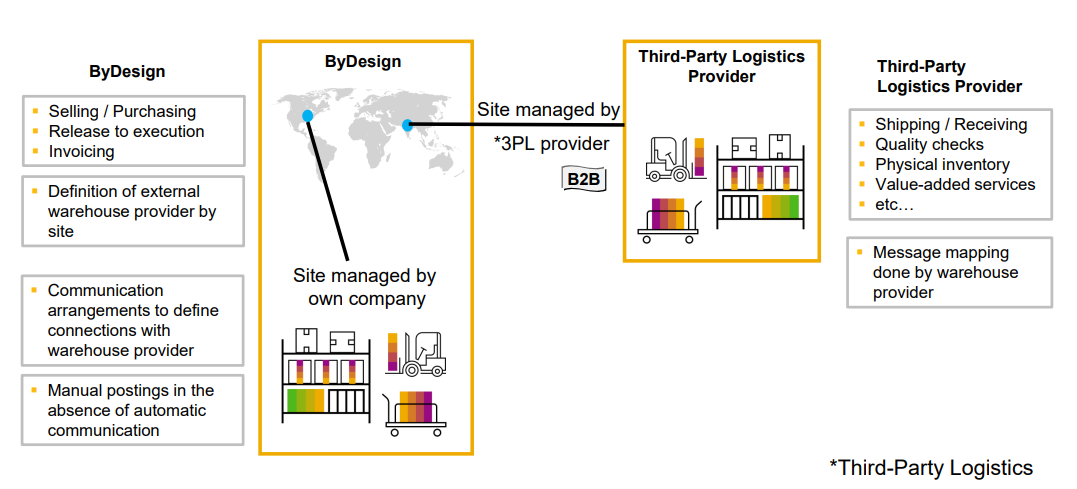 ByDesign
Selling / Purchasing
Release to execution
Invoicing
Definition of external
warehouse provider by
site
Communication
arrangements to define
connections with
warehouse provider
Manual postings in the
absence of automatic
communication
ByDesign
Site managed by
own company
Site managed by
*3PL provider
B2B
Third-Party Logistics
Provider
Third-Party
Logistics Provider
Shipping / Receiving
Quality checks
Physical inventory
Value-added services
etc…
Message mapping
done by warehouse
provider
*Third-Party Logistics